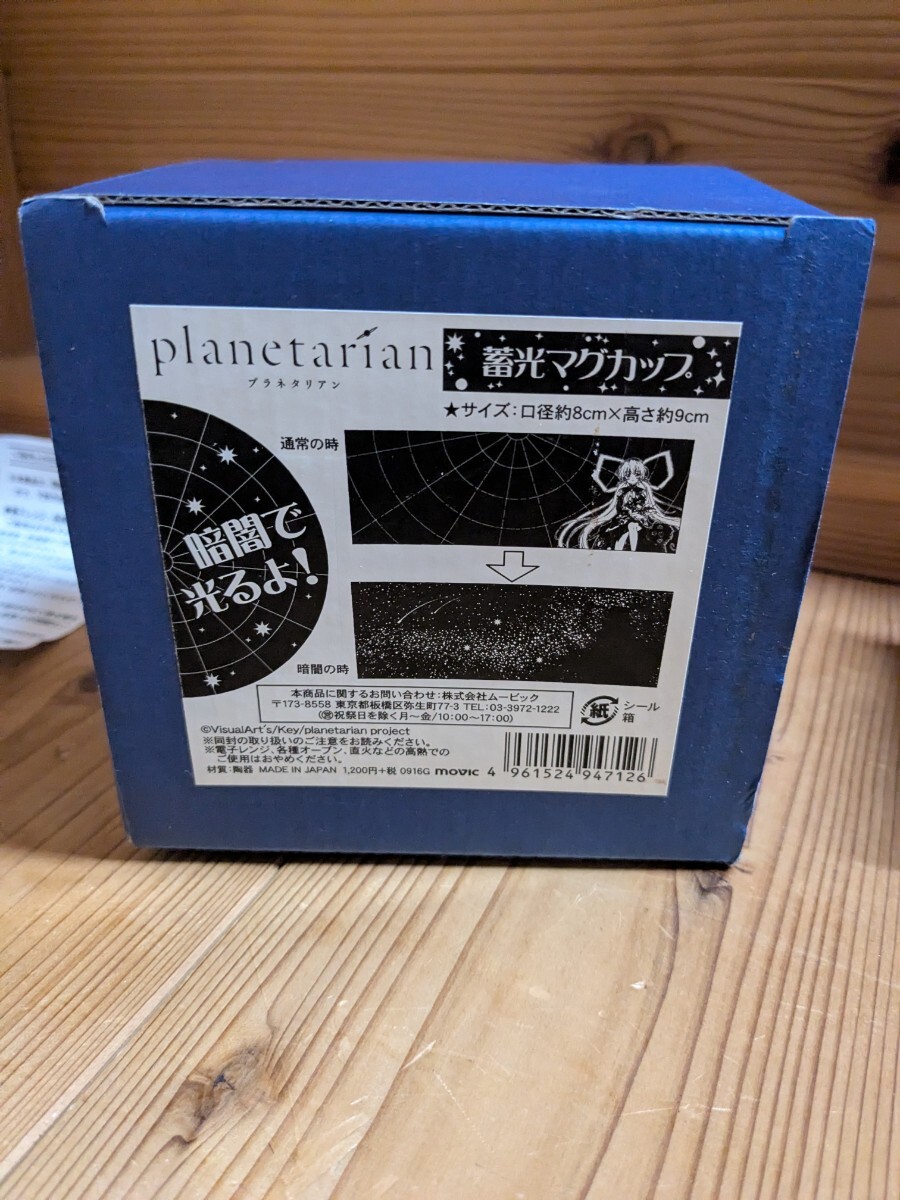 planetarian
プラネタリアン
蓄光マグカップ
★サイズ:口径約8cm×高さ約9cm
通常の時
暗闇で
光るよ!
暗闇の時
本商品に関するお問い合わせ:株式会社ムービック
〒173-8558 東京都板橋区弥生町77-3 TEL:03-3972-1222
(㊗祝祭日を除く月〜金/10:00〜17:00)
紙
シール
箱
©VisualArt's/Key/planetarian project
※同封の取り扱いのご注意をお読みください。
※電子レンジ、各種オーブン、直火などの高熱での
ご使用はおやめください。
材質:陶器 MADE IN JAPAN 1,200円+税 0916G movic
4 961524 947126